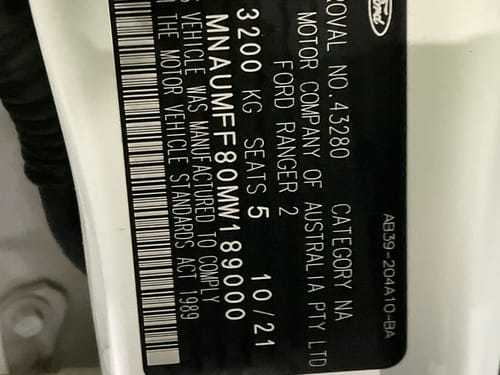 Ford
ROVAL NO. 43280 CATEGORY NA
MOTOR COMPANY OF AUSTRALIA PTY LTD
FORD RANGER 2
3200 KG SEATS 5 10/21
MNAUMFF80MW189000
VEHICLE WAS MANUFACTURED TO COMPLY
THE MOTOR VEHICLE STANDARDS ACT 1989
AB39-204A10-BA